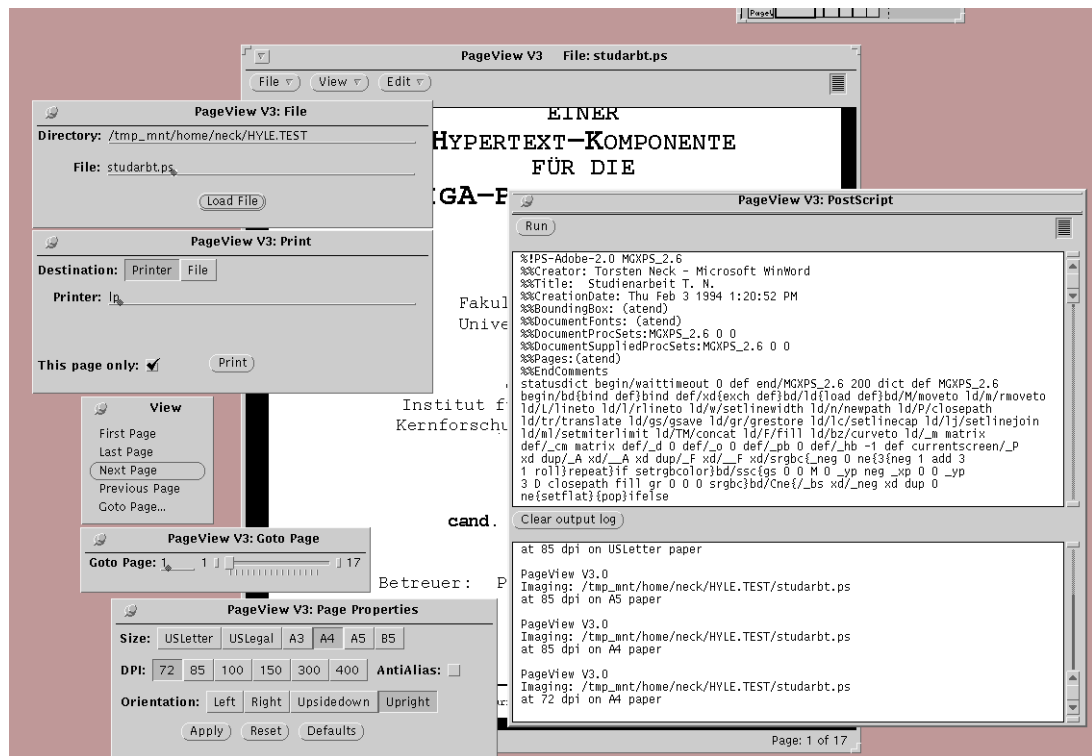 PageV
PageView V3 File: studarbt.ps
File View Edit
EINER
HYPERTEXT—KOMPONENTE
FÜR DIE
Fakul
Unive
Institut f
Kernforschu
cand.
Betreuer: P
Page: 1 of 17
PageView V3: File
Directory: /tmp_mnt/home/neck/HYLE.TEST
File: studarbt.ps
Load File
PageView V3: Print
Destination: Printer File
Printer: lp
This page only: Print
View
First Page
Last Page
Next Page
Previous Page
Goto Page...
PageView V3: Goto Page
Goto Page: 1 1 17
PageView V3: Page Properties
Size: USLetter USLegal A3 A4 A5 B5
DPI: 72 85 100 150 300 400 AntiAlias:
Orientation: Left Right Upsidedown Upright
Apply Reset Defaults
PageView V3: PostScript
Run
%!PS-Adobe-2.0 MGXPS_2.6
%%Creator: Torsten Neck - Microsoft WinWord
%%Title: Studienarbeit T. N.
%%CreationDate: Thu Feb 3 1994 1:20:52 PM
%%BoundingBox: (atend)
%%DocumentFonts: (atend)
%%DocumentProcSets:MGXPS_2.6 0 0
%%DocumentSuppliedProcSets:MGXPS_2.6 0 0
%%Pages:(atend)
%%EndComments
statusdict begin/waittimeout 0 def end/MGXPS_2.6 200 dict def MGXPS_2.6
begin/bd{bind def}bind def/xd{exch def}bd/ld{load def}bd/M/moveto ld/m/rmoveto
ld/L/lineto ld/l/rlineto ld/w/setlinewidth ld/n/newpath ld/P/closepath
ld/tr/translate ld/gs/gsave ld/gr/grestore ld/lc/setlinecap ld/lj/setlinejoin
ld/ml/setmiterlimit ld/TM/concat ld/F/fill ld/bz/curveto ld/_m matrix
def/_cm matrix def/_d 0 def/_o 0 def/_pb 0 def/_hb -1 def currentscreen/_P
xd dup/_A xd/__A xd dup/_F xd/__F xd/srgbc{_neg 0 ne{3{neg 1 add 3
1 roll}repeat}if setrgbcolor}bd/ssc{gs 0 0 M 0 _yp neg _xp 0 0 _yp
3 D closepath fill gr 0 0 0 srgbc}bd/Cne{/_bs xd/_neg xd dup 0
ne{setflat}{pop}ifelse
Clear output log
at 85 dpi on USLetter paper
PageView V3.0
Imaging: /tmp_mnt/home/neck/HYLE.TEST/studarbt.ps
at 85 dpi on A5 paper
PageView V3.0
Imaging: /tmp_mnt/home/neck/HYLE.TEST/studarbt.ps
at 85 dpi on A4 paper
PageView V3.0
Imaging: /tmp_mnt/home/neck/HYLE.TEST/studarbt.ps
at 72 dpi on A4 paper